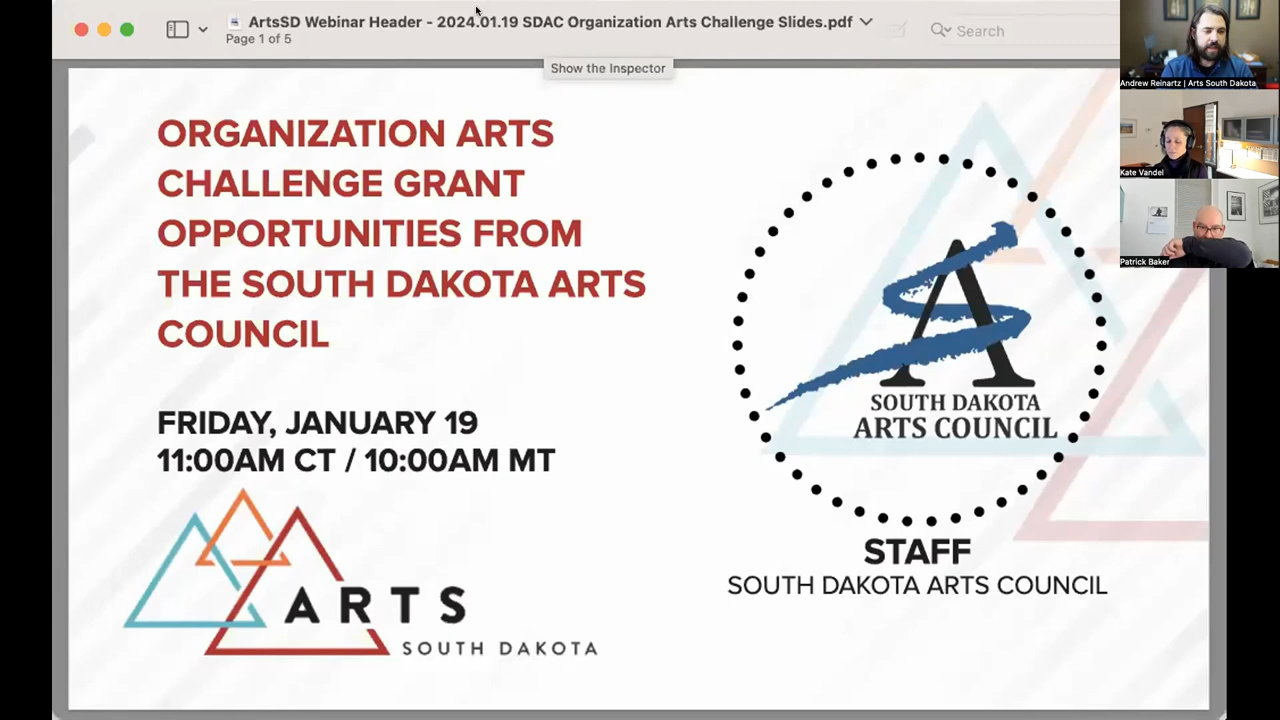 ArtsSD Webinar Header - 2024.01.19 SDAC Organization Arts Challenge Slides.pdf
Page 1 of 5
Search
Show the Inspector
ORGANIZATION ARTS
CHALLENGE GRANT
OPPORTUNITIES FROM
THE SOUTH DAKOTA ARTS
COUNCIL
FRIDAY, JANUARY 19
11:00AM CT / 10:00AM MT
ARTS
SOUTH DAKOTA
A
SOUTH DAKOTA
ARTS COUNCIL
STAFF
SOUTH DAKOTA ARTS COUNCIL
Andrew Reinartz | Arts South Dakota
Kate Vandel
Patrick Baker